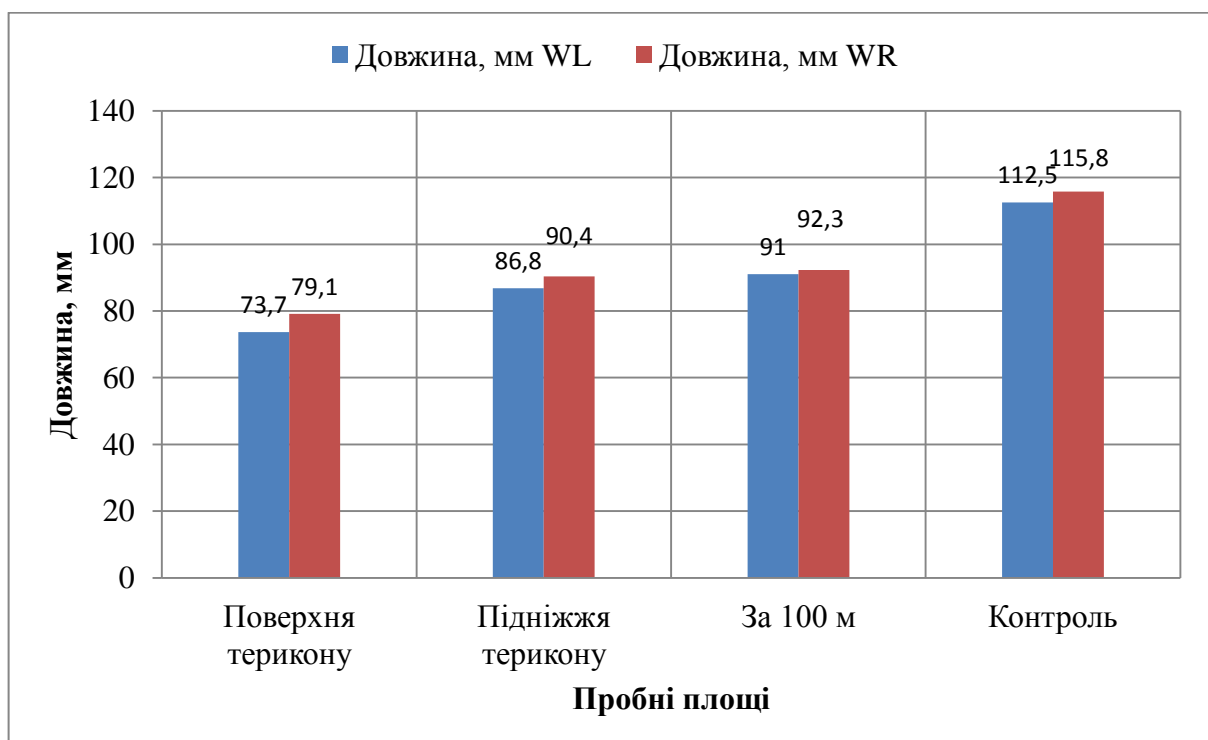 Довжина, мм WL Довжина, мм WR
140
120
100
80
60
40
20
0
Довжина, мм
73,7
79,1
86,8
90,4
91
92,3
112,5
115,8
Поверхня
терикону
Підніжжя
терикону
За 100 м
Контроль
Пробні площі